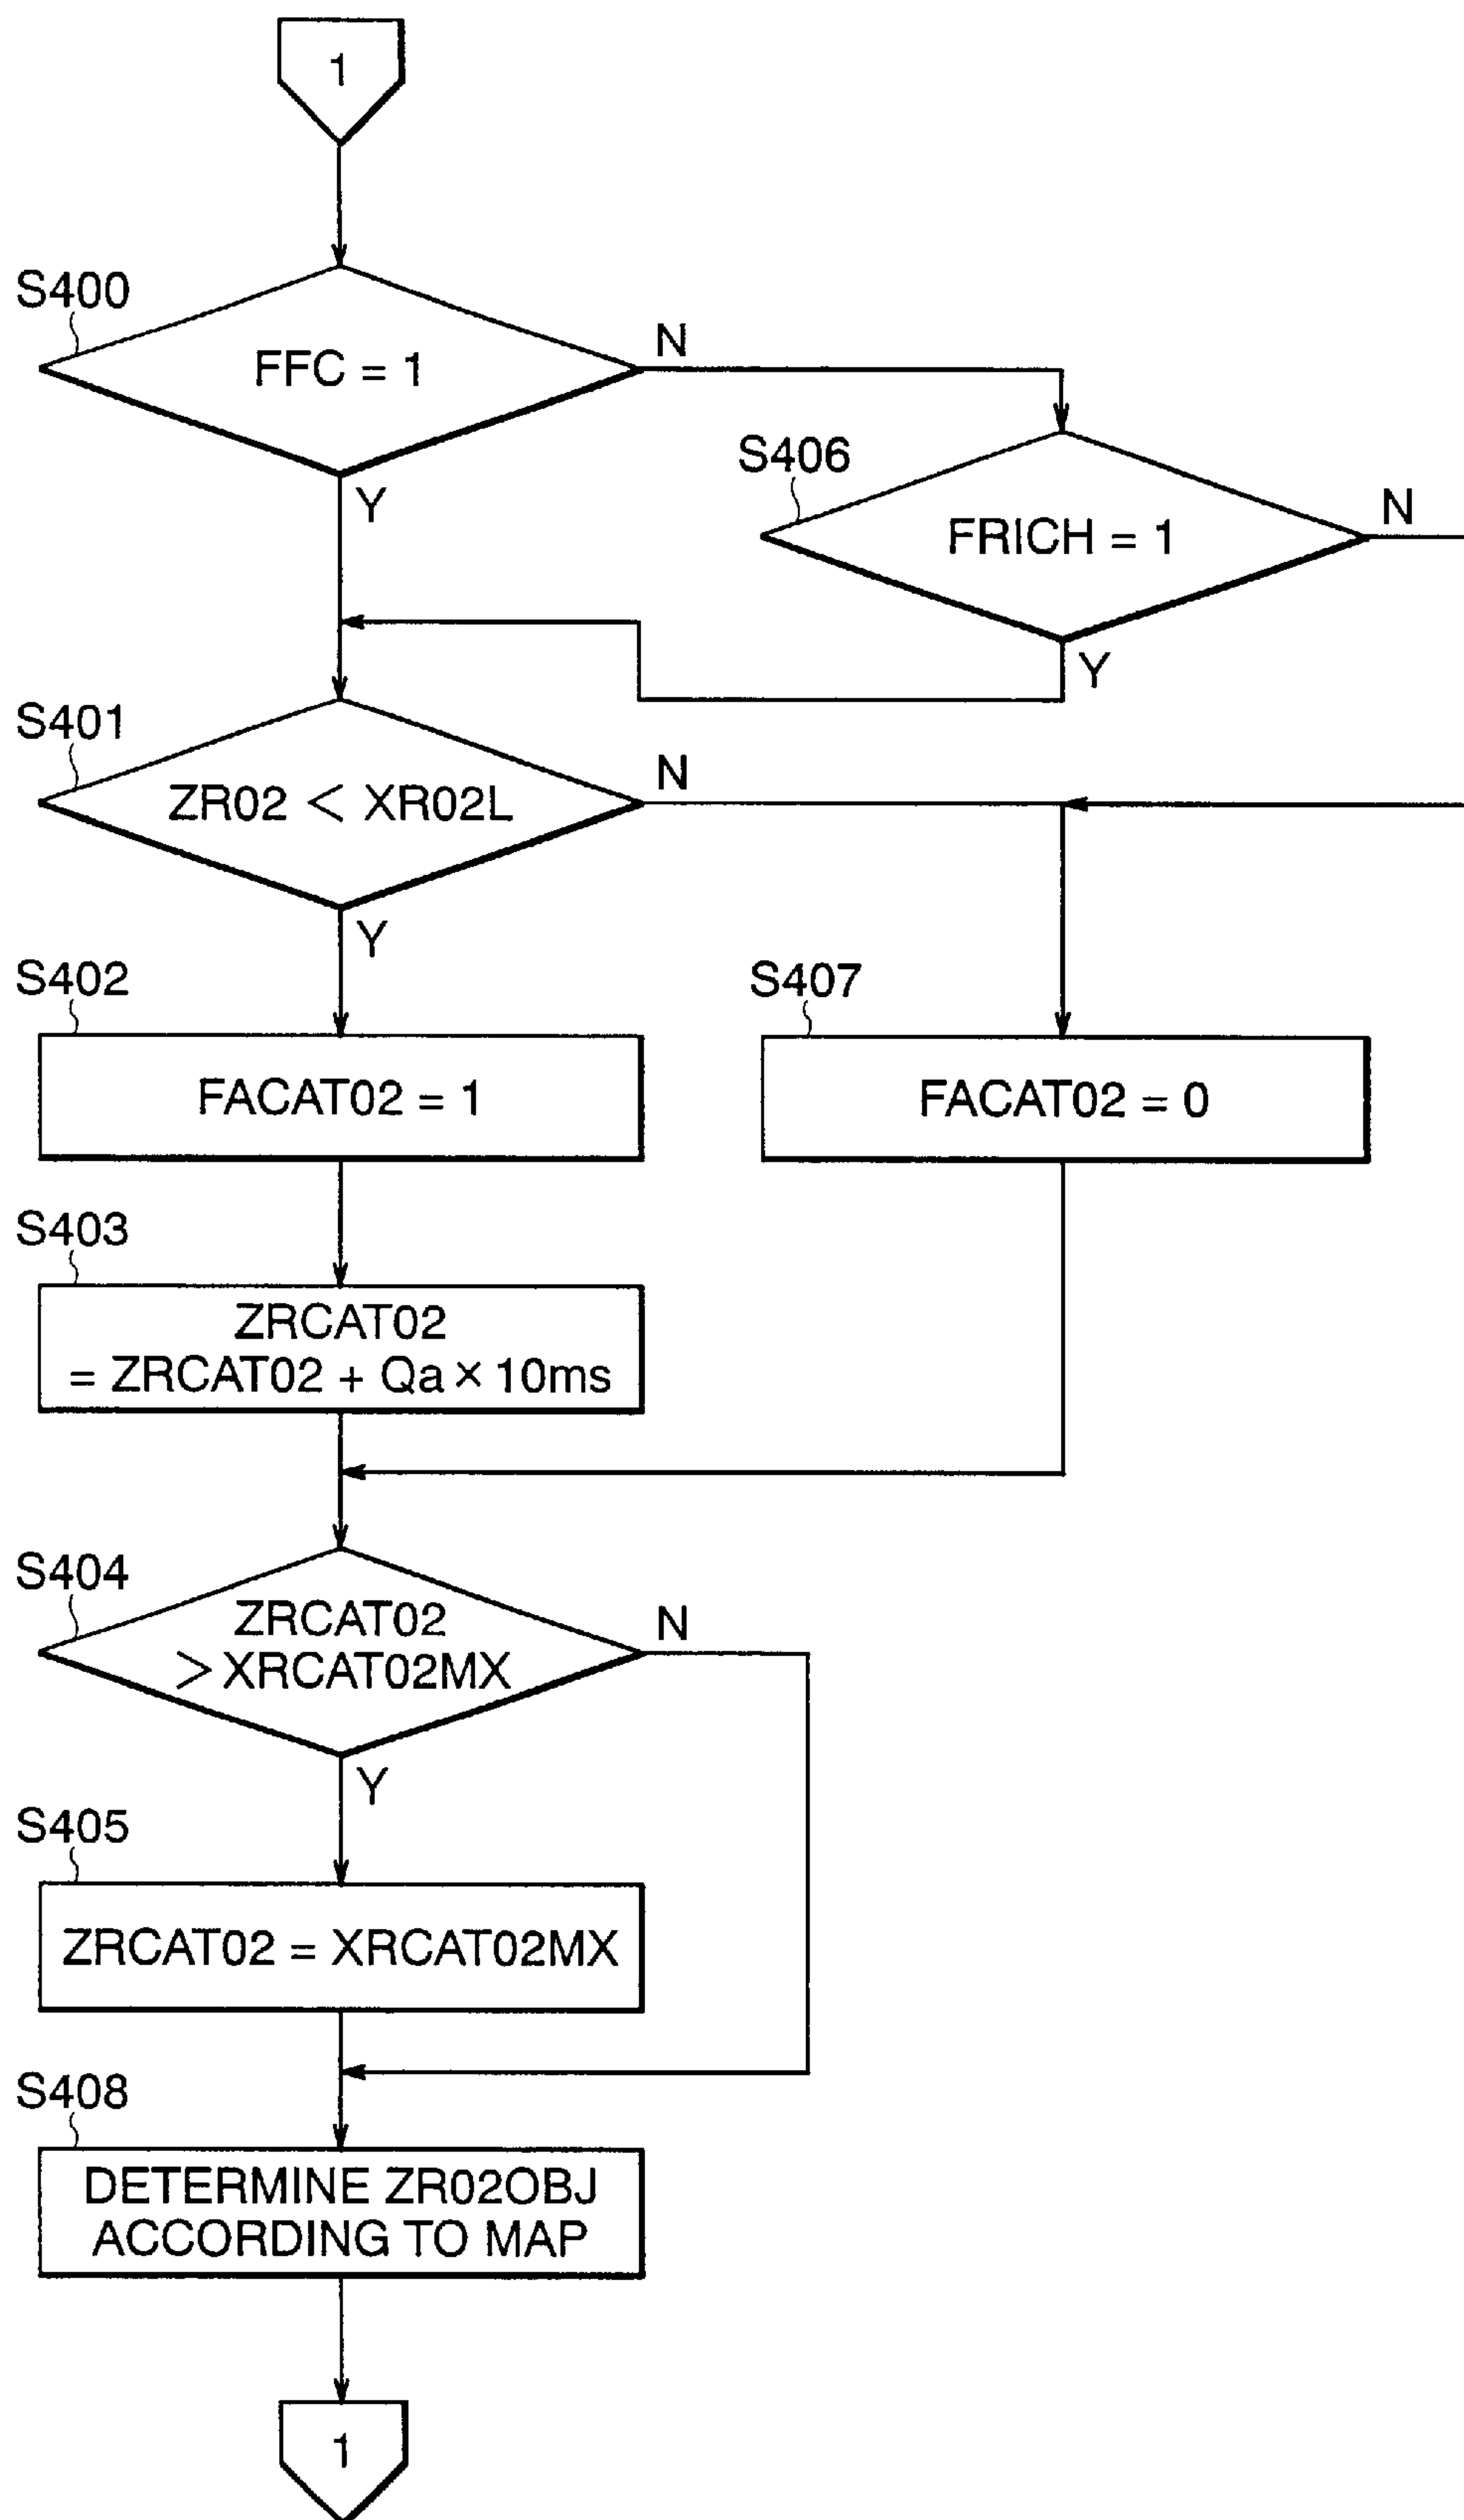 1
S400
FFC = 1
N
Y
S406
FRICH = 1
N
Y
S401
ZR02 < XR02L
N
Y
S402
FACAT02 = 1
S407
FACAT02 = 0
S403
ZRCAT02
= ZRCAT02 + Qa × 10ms
S404
ZRCAT02
> XRCAT02MX
N
Y
S405
ZRCAT02 = XRCAT02MX
S408
DETERMINE ZR02OBJ
ACCORDING TO MAP
1